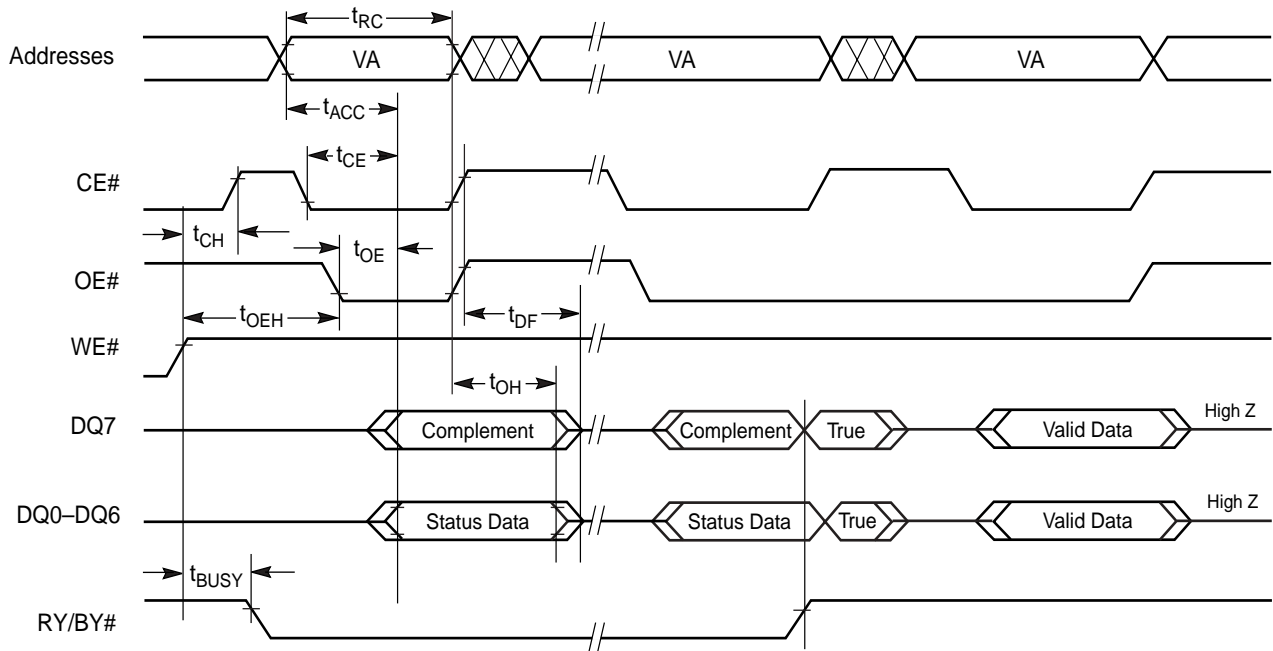 tRC
Addresses VA VA VA
tACC
tCE
CE#
tCH tOE
OE#
tOEH tDF
WE#
tOH
DQ7 Complement Complement True Valid Data High Z
DQ0–DQ6 Status Data Status Data True Valid Data High Z
tBUSY
RY/BY#